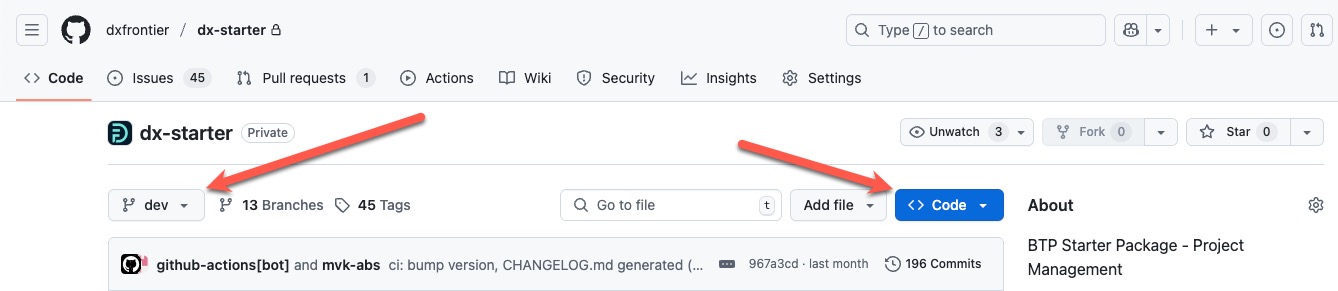 dxfrontier / dx-starter
Type / to search
Code Issues 45 Pull requests 1 Actions Wiki Security Insights Settings
dx-starter Private
Unwatch 3 Fork 0 Star 0
dev 13 Branches 45 Tags Go to file t Add file Code
About
BTP Starter Package - Project
Management
github-actions[bot] and mvk-abs ci: bump version, CHANGELOG.md generated (... 967a3cd · last month 196 Commits